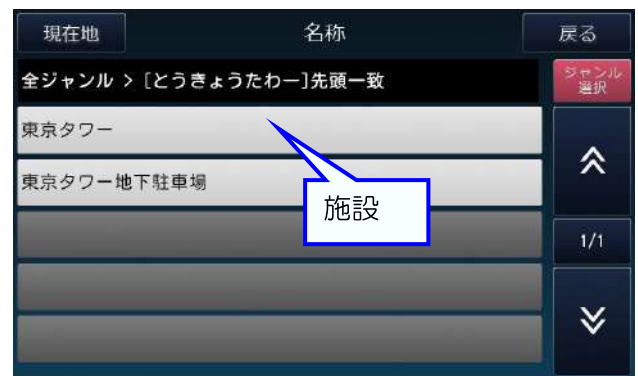 現在地
名称
戻る
全ジャンル > [とうきょうたわー]先頭一致
ジャンル
選択
東京タワー
東京タワー地下駐車場
施設
1/1